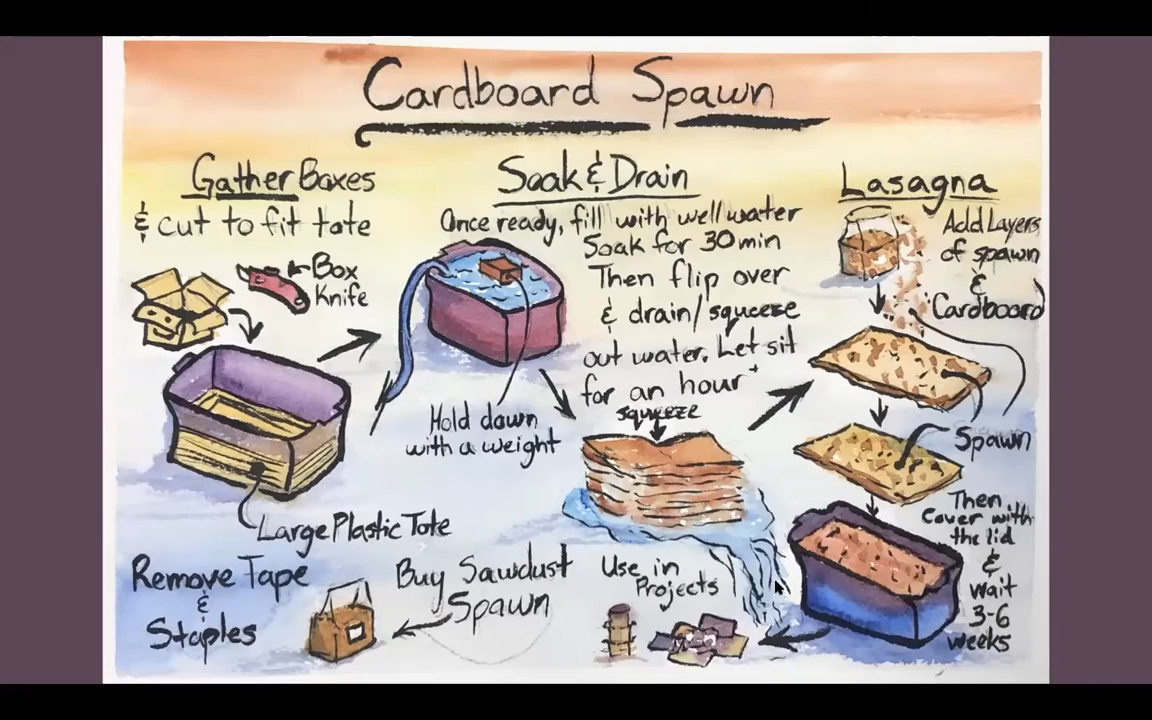 Cardboard Spawn
Gather Boxes
& cut to fit tote
Box
Knife
Large Plastic Tote
Remove Tape
&
Staples
Buy Sawdust
Spawn
Soak & Drain
Once ready, fill with well water
Soak for 30 min
Then flip over
& drain/squeeze
out water. Let sit
for an hour+
Hold down
with a weight
squeeze
Lasagna
Add Layers
of spawn
&
Cardboard
Spawn
Then
Cover with
the lid
&
wait
3-6
weeks
Use in
Projects